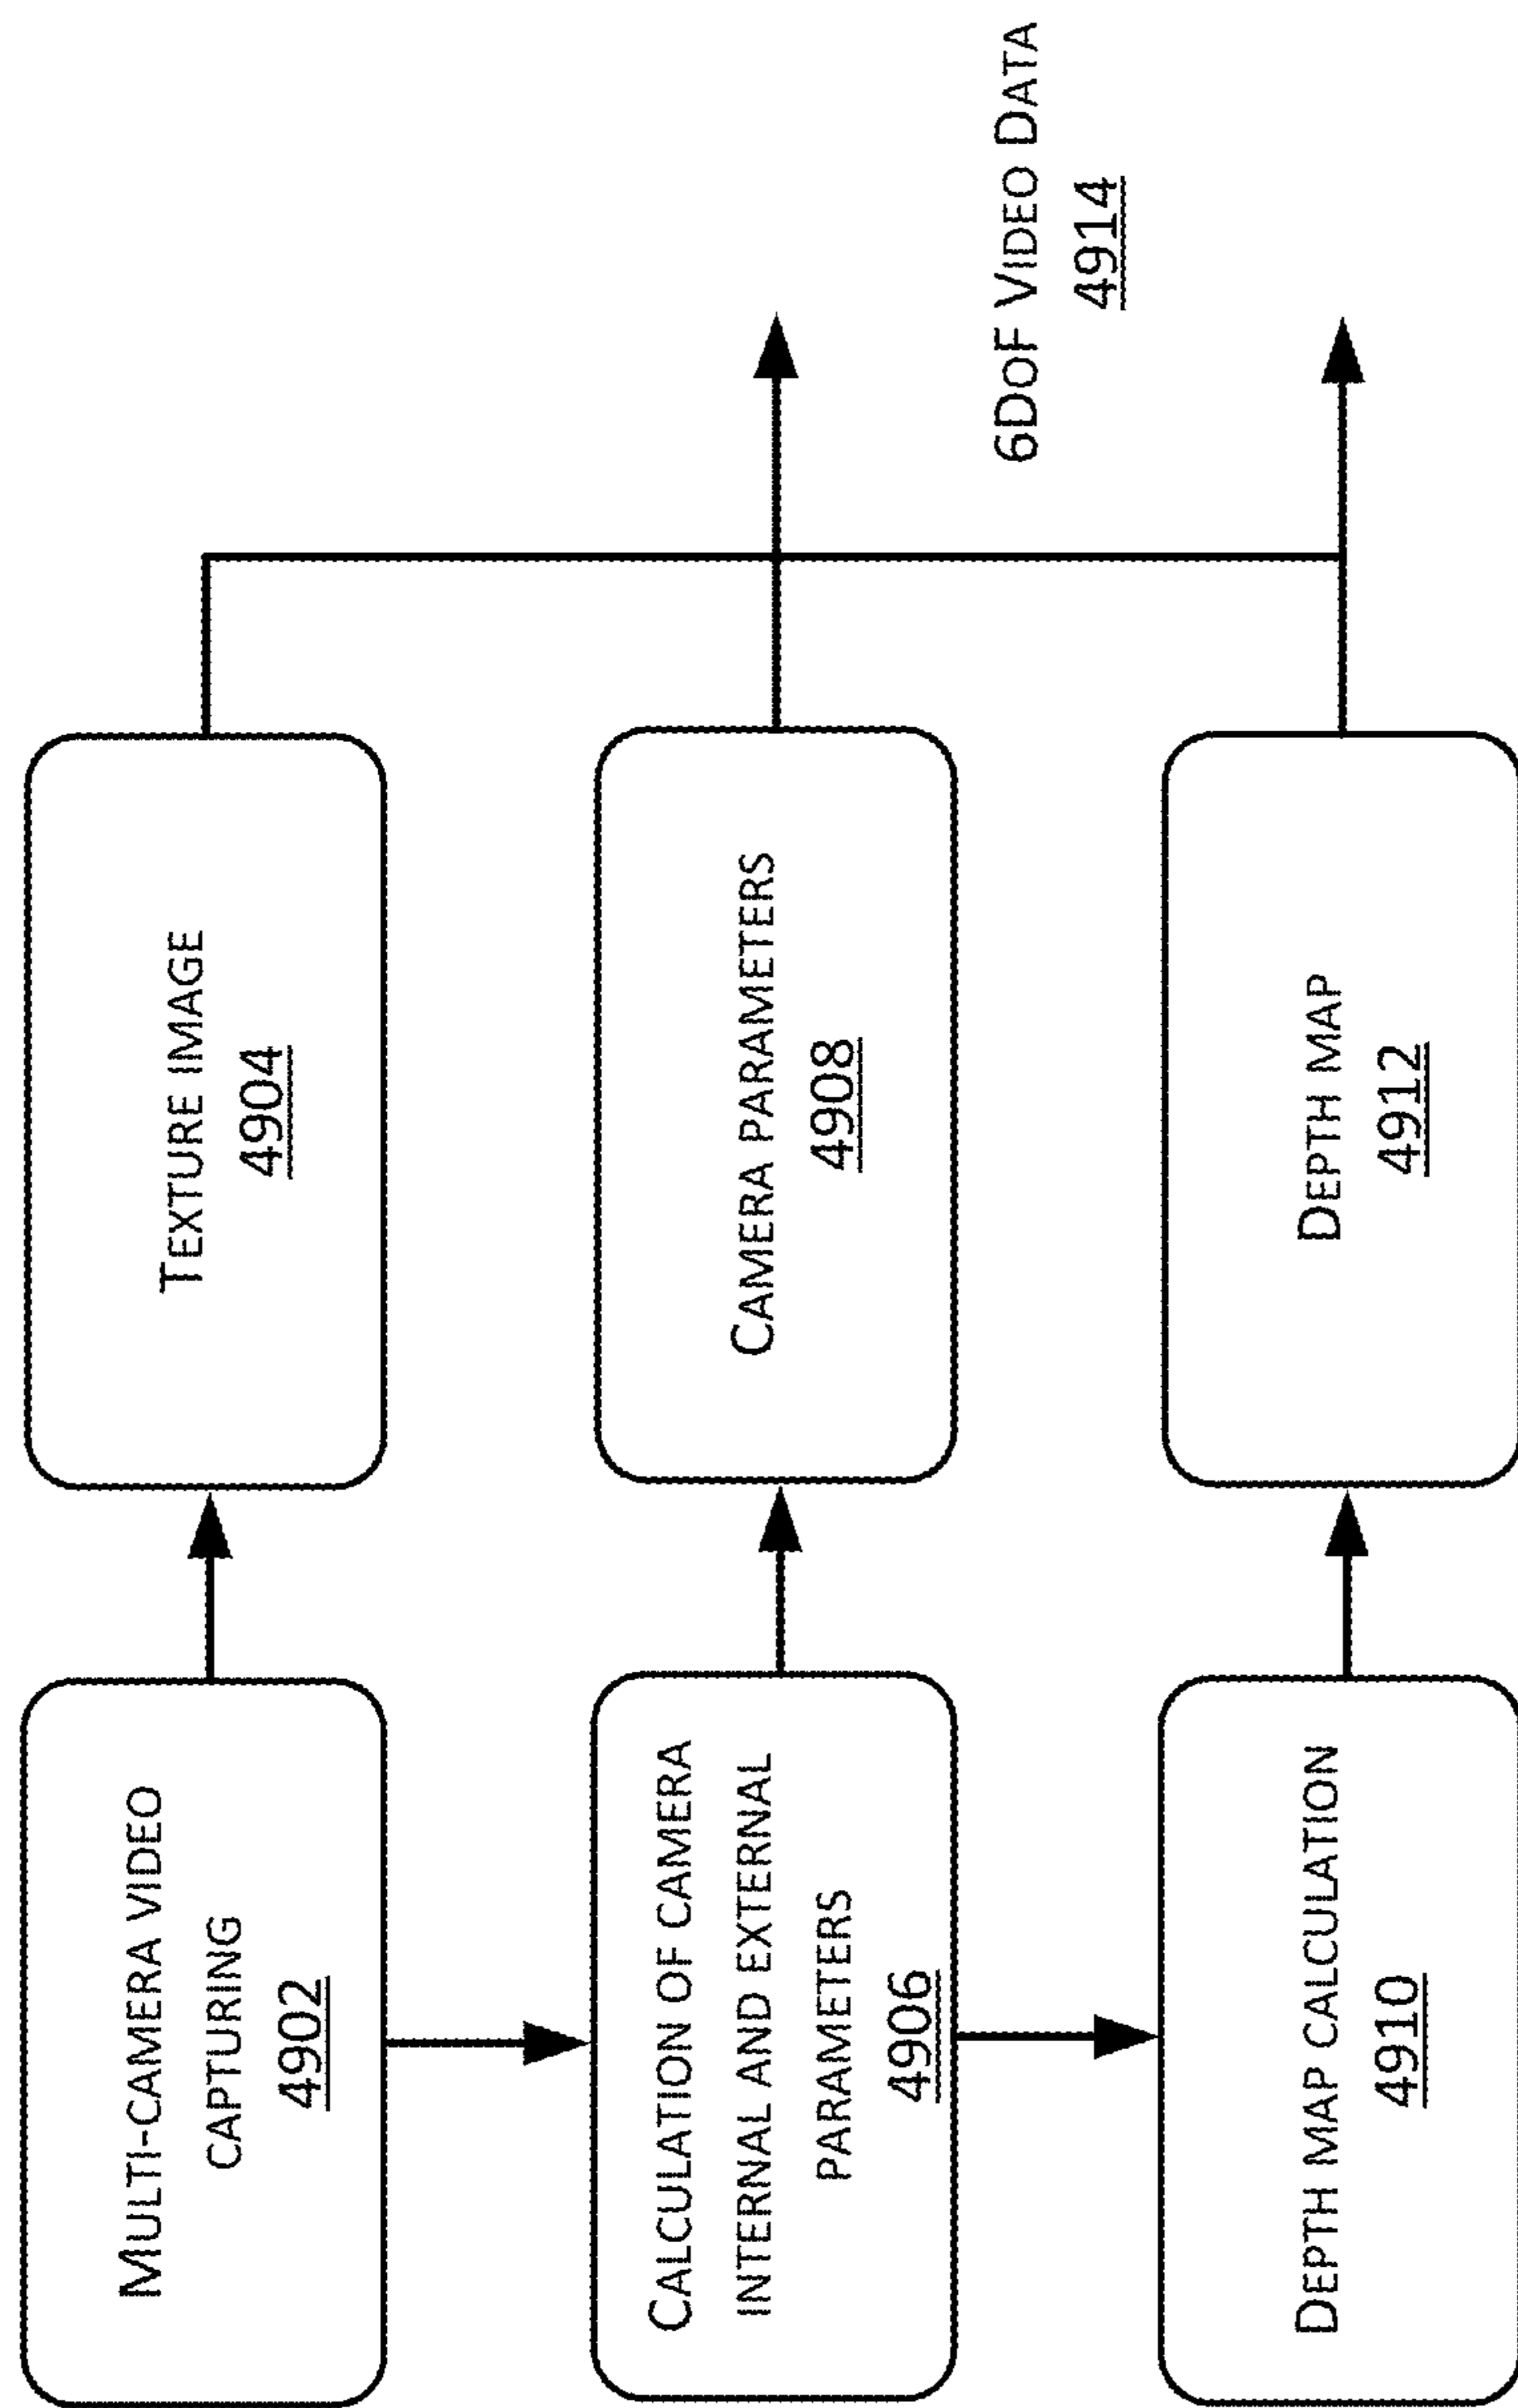 MULTI-CAMERA VIDEO
CAPTURING
4902
TEXTURE IMAGE
4904
CALCULATION OF CAMERA
INTERNAL AND EXTERNAL
PARAMETERS
4906
CAMERA PARAMETERS
4908
6DOF VIDEO DATA
4914
DEPTH MAP CALCULATION
4910
DEPTH MAP
4912